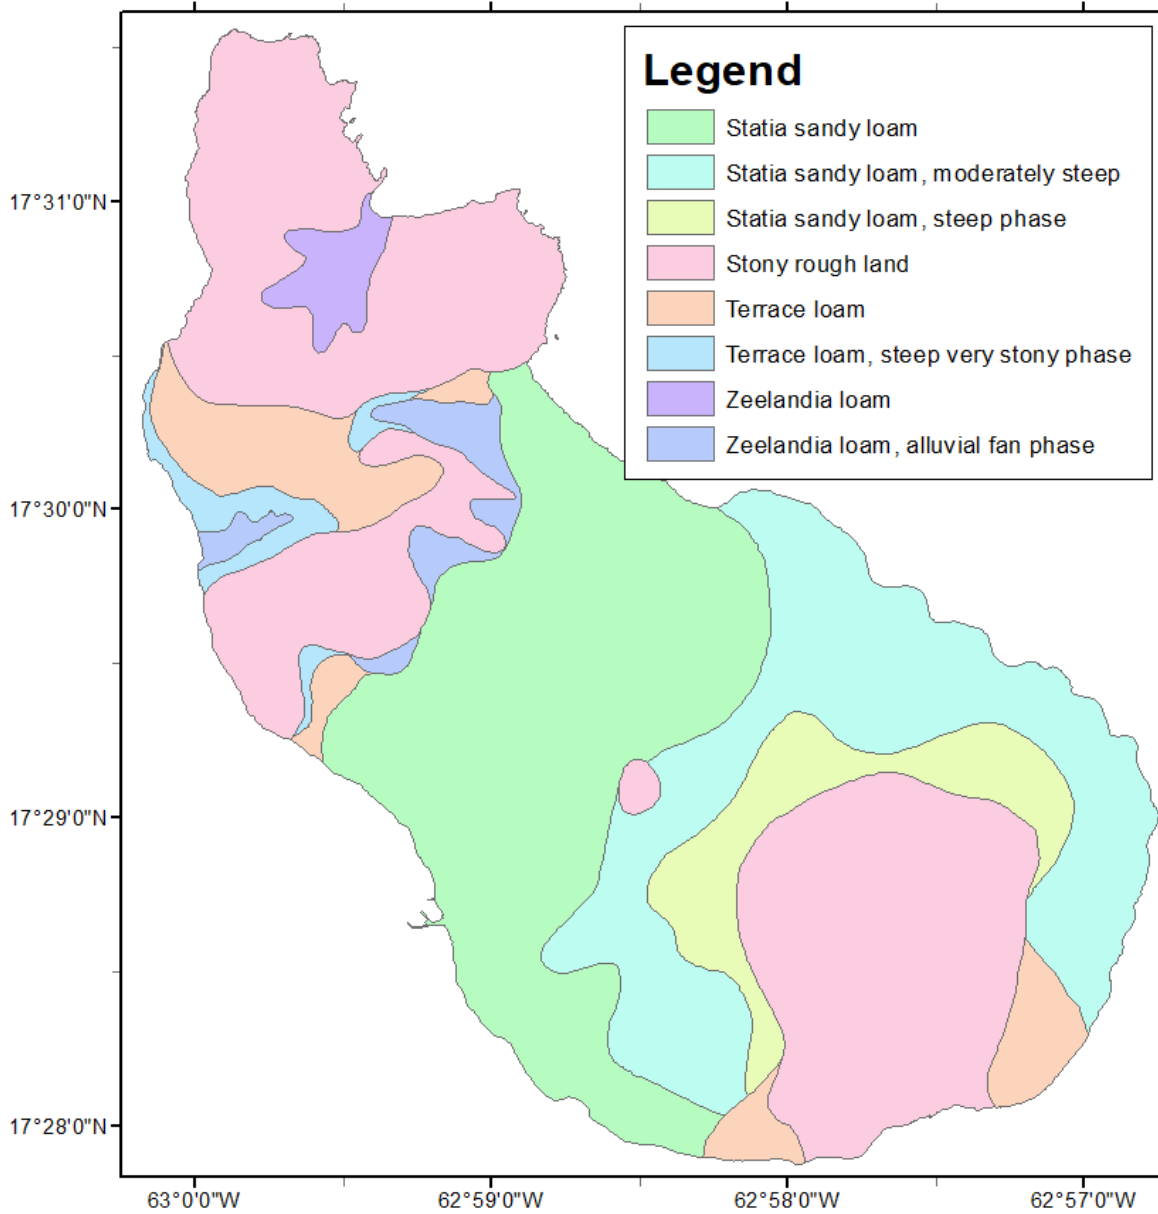 Legend
Statia sandy loam
Statia sandy loam, moderately steep
Statia sandy loam, steep phase
Stony rough land
Terrace loam
Terrace loam, steep very stony phase
Zeelandia loam
Zeelandia loam, alluvial fan phase
17°31'0"N
17°30'0"N
17°29'0"N
17°28'0"N
63°0'0"W
62°59'0"W
62°58'0"W
62°57'0"W